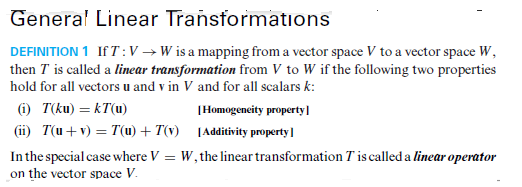 General Linear Transformations
DEFINITION 1 If T : V → W is a mapping from a vector space V to a vector space W,
then T is called a linear transformation from V to W if the following two properties
hold for all vectors u and v in V and for all scalars k:
(i) T(ku) = kT(u) [Homogeneity property]
(ii) T(u + v) = T(u) + T(v) [Additivity property]
In the special case where V = W, the linear transformation T is called a linear operator
on the vector space V.